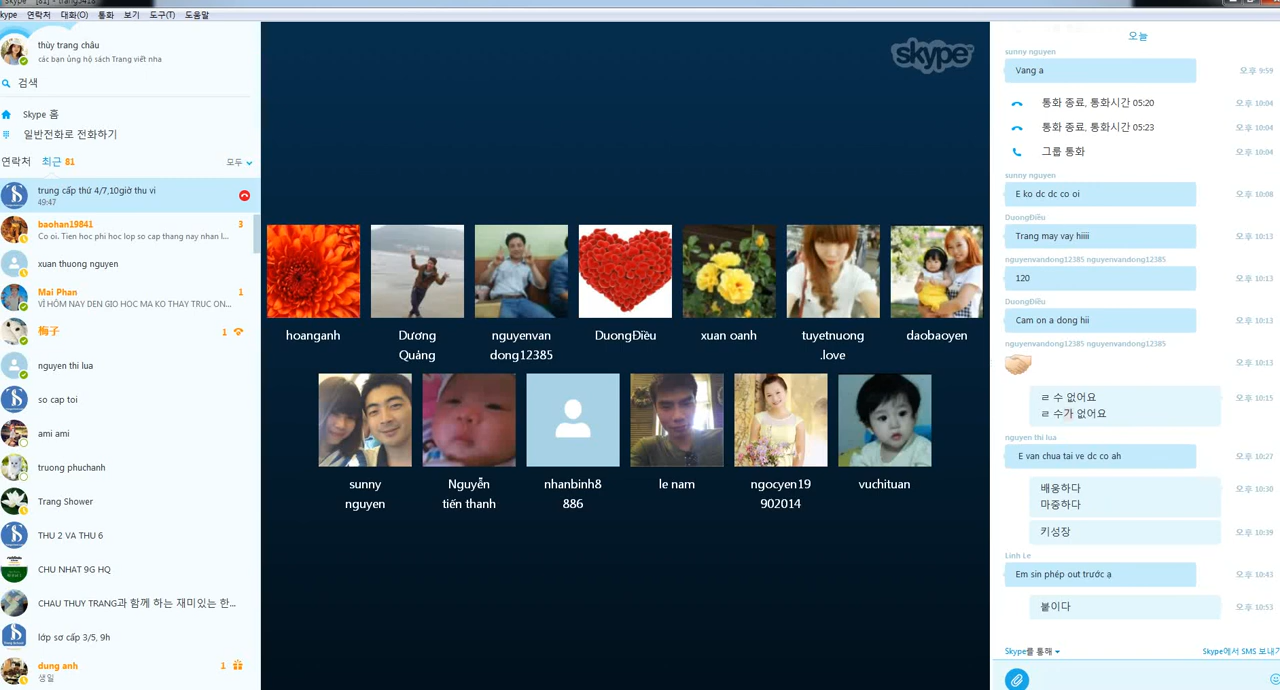 kype 연락처 대화(O) 통화 보기 도구(T) 도움말
thùy trang châu
các bạn ủng hộ sách Trang viết nha
검색
Skype 홈
일반전화로 전화하기
연락처 최근 81 모두
trung cấp thứ 4/7,10giờ thu vi
49:47
baohan19841 3
Co oi. Tien hoc phi hoc lop so cap thang nay nhan l...
xuan thuong nguyen
Mai Phan 1
VÌ HÔM NAY DEN GIO HOC MA KO THAY TRUC ON...
梅子 1
nguyen thi lua
so cap toi
ami ami
truong phuchanh
Trang Shower
THU 2 VA THU 6
CHU NHAT 9G HQ
CHAU THUY TRANG과 함께 하는 재미있는 한...
lớp sơ cấp 3/5, 9h
dung anh 1
생일
skype
hoanganh
Dương
Quảng
nguyenvan
dong12385
DuongĐiều
xuan oanh
tuyetnuong
.love
daobaoyen
sunny
nguyen
Nguyễn
tiến thanh
nhanbinh8
886
le nam
ngocyen19
902014
vuchituan
오늘
sunny nguyen
Vang a 오후 9:59
통화 종료, 통화시간 05:20 오후 10:04
통화 종료, 통화시간 05:23 오후 10:04
그룹 통화 오후 10:04
sunny nguyen
E ko dc dc co oi 오후 10:08
DuongĐiều
Trang may vay hiiii 오후 10:13
nguyenvandong12385 nguyenvandong12385
120 오후 10:13
DuongĐiều
Cam on a dong hii 오후 10:13
nguyenvandong12385 nguyenvandong12385
오후 10:13
ㄹ 수 없어요 오후 10:15
ㄹ 수가 없어요
nguyen thi lua
E van chua tai ve dc co ah 오후 10:27
배웅하다 오후 10:30
마중하다
키성장 오후 10:39
Linh Le
Em sin phép out trước ạ 오후 10:43
붙이다 오후 10:53
Skype를 통해 Skype에서 SMS 보내기